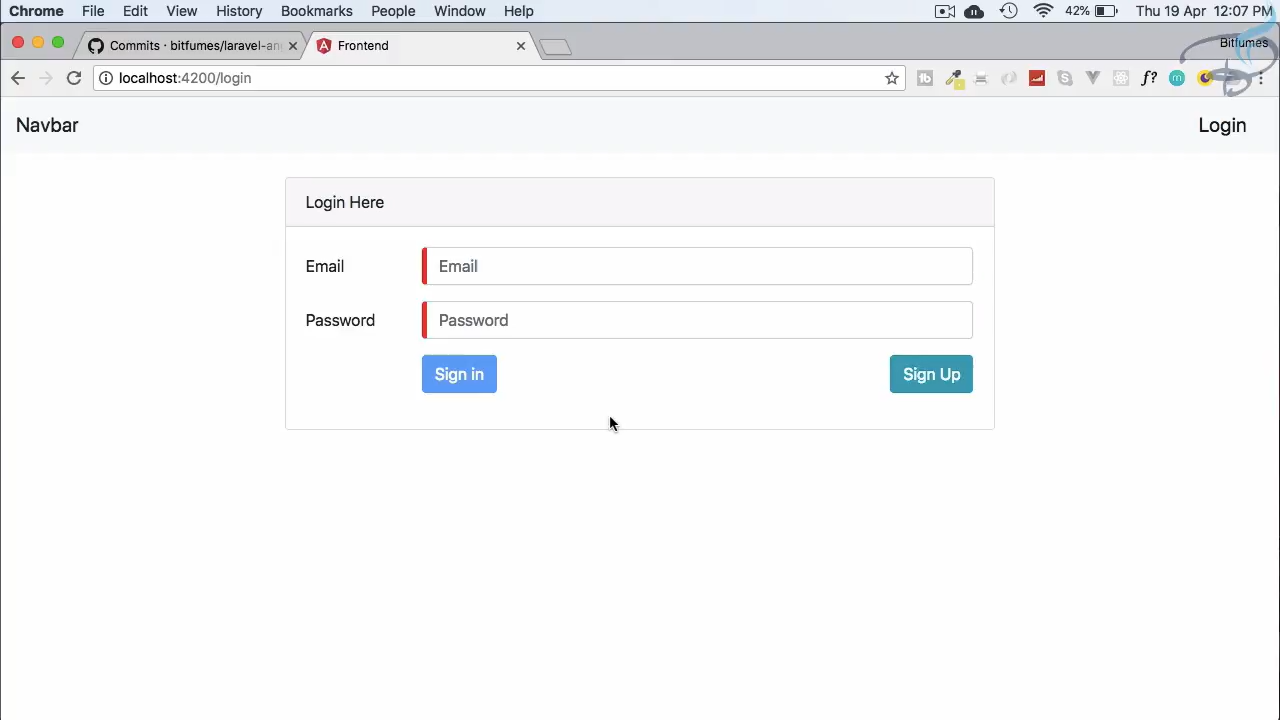 Chrome File Edit View History Bookmarks People Window Help 42% Thu 19 Apr 12:07 PM
Commits · bitfumes/laravel-an Frontend Bitfumes
localhost:4200/login
Navbar Login
Login Here
Email Email
Password Password
Sign in Sign Up